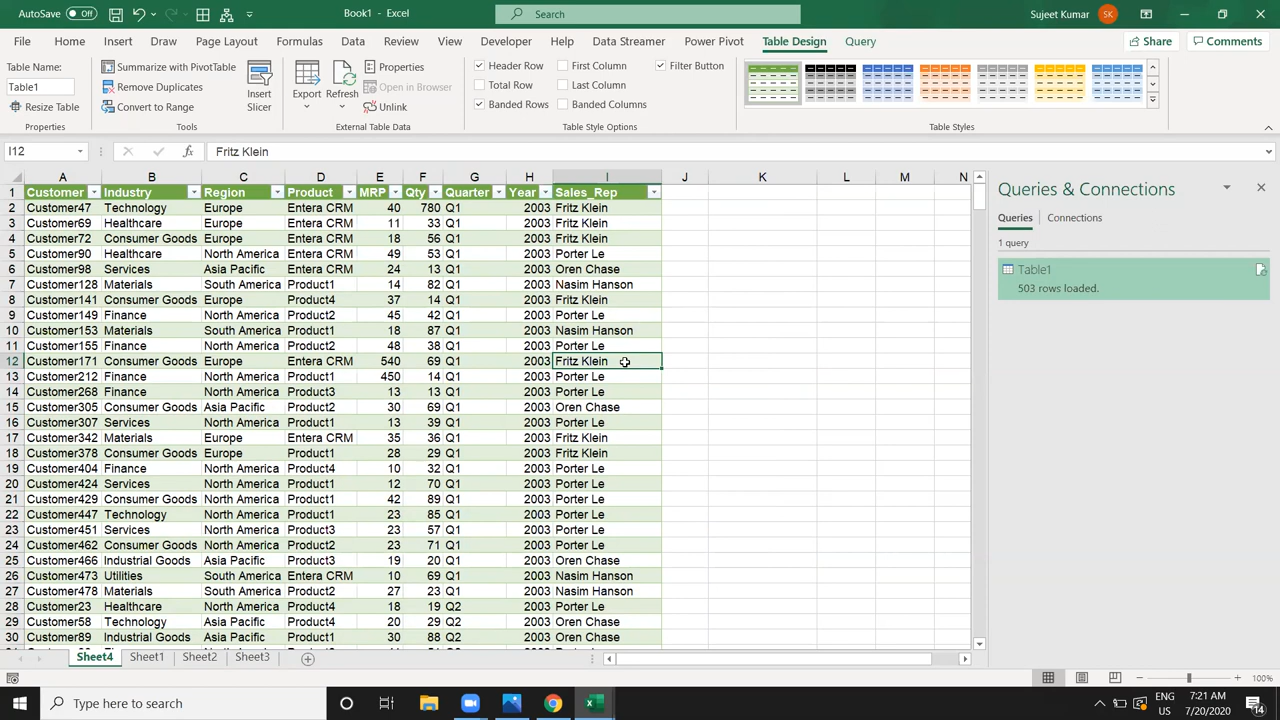 AutoSave Off Book1 - Excel Search Sujeet Kumar SK
File Home Insert Draw Page Layout Formulas Data Review View Developer Help Data Streamer Power Pivot Table Design Query Share Comments
Table Name: Summarize with PivotTable Properties Header Row First Column Filter Button
Table1 Remove Duplicates Insert Slicer Export Refresh Open in Browser Total Row Last Column
Resize Table Convert to Range Unlink Banded Rows Banded Columns
Properties Tools External Table Data Table Style Options Table Styles
I12 fx Fritz Klein
A B C D E F G H I J K L M N
1 Customer Industry Region Product MRP Qty Quarter Year Sales_Rep
2 Customer47 Technology Europe Entera CRM 40 780 Q1 2003 Fritz Klein
3 Customer69 Healthcare Europe Entera CRM 11 33 Q1 2003 Fritz Klein
4 Customer72 Consumer Goods Europe Entera CRM 18 56 Q1 2003 Fritz Klein
5 Customer90 Healthcare North America Entera CRM 49 53 Q1 2003 Porter Le
6 Customer98 Services Asia Pacific Entera CRM 24 13 Q1 2003 Oren Chase
7 Customer128 Materials South America Product1 14 82 Q1 2003 Nasim Hanson
8 Customer141 Consumer Goods Europe Product4 37 14 Q1 2003 Fritz Klein
9 Customer149 Finance North America Product2 45 42 Q1 2003 Porter Le
10 Customer153 Materials South America Product1 18 87 Q1 2003 Nasim Hanson
11 Customer155 Finance North America Product2 48 38 Q1 2003 Porter Le
12 Customer171 Consumer Goods Europe Entera CRM 540 69 Q1 2003 Fritz Klein
13 Customer212 Finance North America Product1 450 14 Q1 2003 Porter Le
14 Customer268 Finance North America Product3 13 13 Q1 2003 Porter Le
15 Customer305 Consumer Goods Asia Pacific Product2 30 69 Q1 2003 Oren Chase
16 Customer307 Services North America Product1 13 39 Q1 2003 Porter Le
17 Customer342 Materials Europe Entera CRM 35 36 Q1 2003 Fritz Klein
18 Customer378 Consumer Goods Europe Product1 28 29 Q1 2003 Fritz Klein
19 Customer404 Finance North America Product4 10 32 Q1 2003 Porter Le
20 Customer424 Services North America Product1 12 70 Q1 2003 Porter Le
21 Customer429 Consumer Goods North America Product1 42 89 Q1 2003 Porter Le
22 Customer447 Technology North America Product1 23 85 Q1 2003 Porter Le
23 Customer451 Services North America Product3 23 57 Q1 2003 Porter Le
24 Customer462 Consumer Goods North America Product2 23 71 Q1 2003 Porter Le
25 Customer466 Industrial Goods Asia Pacific Product3 19 20 Q1 2003 Oren Chase
26 Customer473 Utilities South America Entera CRM 10 69 Q1 2003 Nasim Hanson
27 Customer478 Materials South America Product2 27 23 Q1 2003 Nasim Hanson
28 Customer23 Healthcare North America Product4 18 19 Q2 2003 Porter Le
29 Customer58 Technology Asia Pacific Product4 20 29 Q2 2003 Oren Chase
30 Customer89 Industrial Goods Asia Pacific Product1 30 88 Q2 2003 Oren Chase
Queries & Connections
Queries Connections
1 query
Table1
503 rows loaded.
Sheet4 Sheet1 Sheet2 Sheet3
100%
Type here to search
ENG 7:21 AM
US 7/20/2020